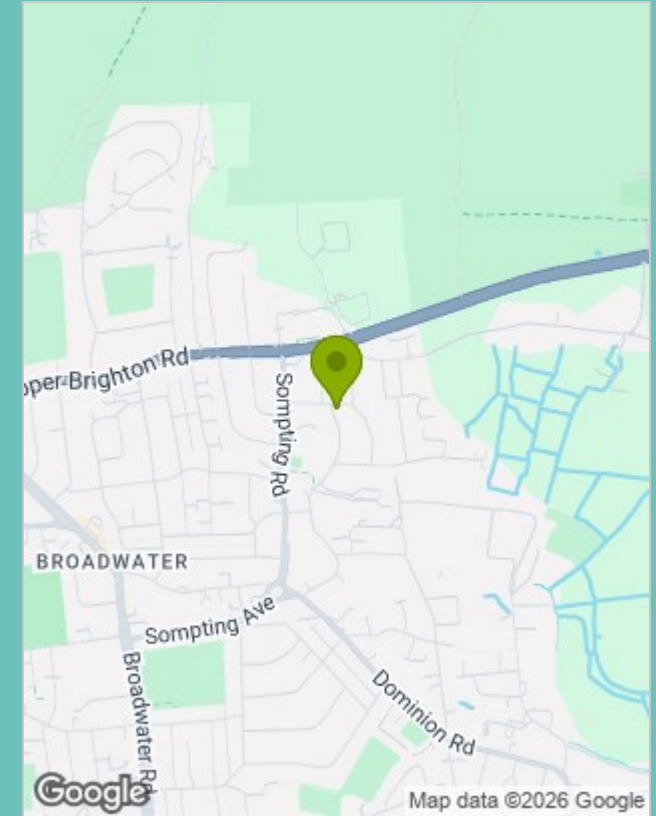 pper Brighton Rd
Sompting Rd
BROADWATER
Sompting Ave
Broadwater Rd
Dominion Rd
Google
Map data ©2026 Google